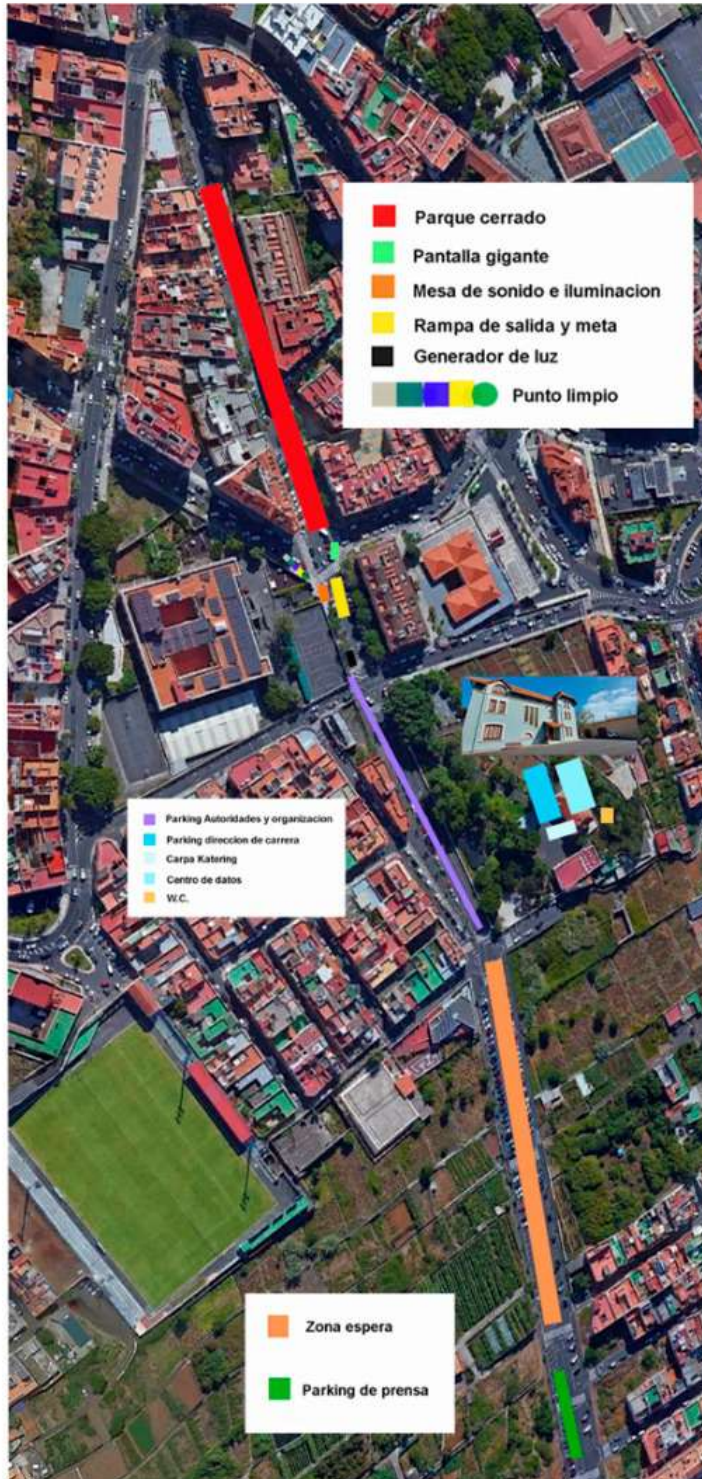 Parque cerrado
Pantalla gigante
Mesa de sonido e iluminacion
Rampa de salida y meta
Generador de luz
Punto limpio
Parking Autoridades y organizacion
Parking direccion de carrera
Carpa Katering
Centro de datos
W.C.
Zona espera
Parking de prensa